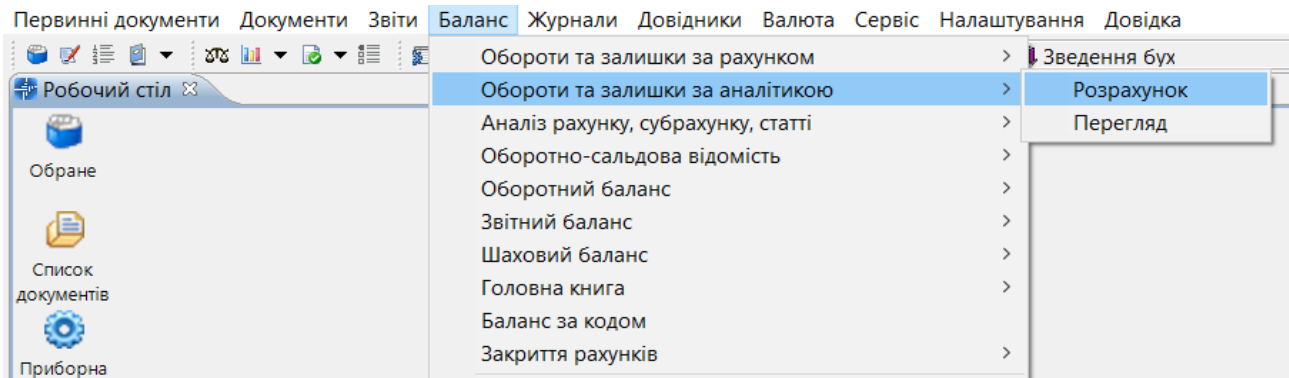 Первинні документи Документи Звіти Баланс Журнали Довідники Валюта Сервіс Налаштування Довідка
Обороти та залишки за рахунком
Зведення бух
Робочий стіл
Обороти та залишки за аналітикою
Розрахунок
Аналіз рахунку, субрахунку, статті
Перегляд
Обране
Оборотно-сальдова відомість
Оборотний баланс
Звітний баланс
Шаховий баланс
Список
документів
Головна книга
Баланс за кодом
Закриття рахунків
Приборна